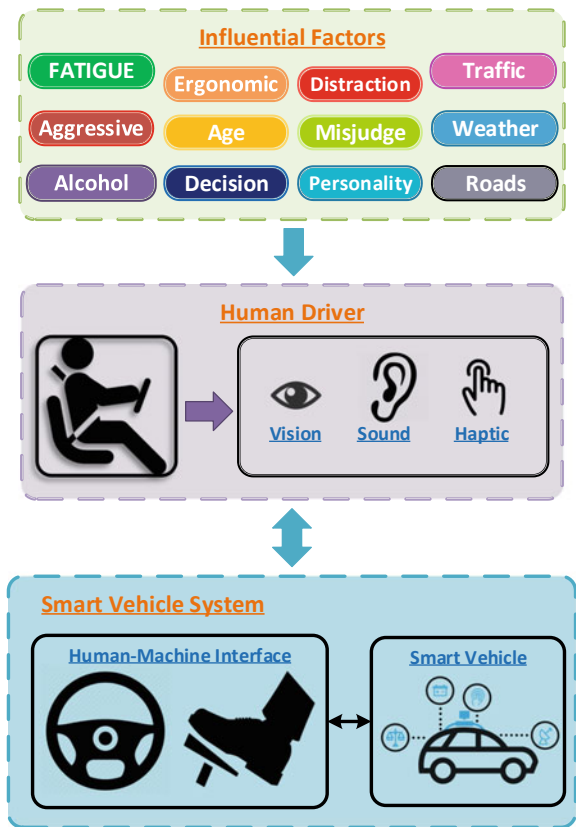 Influential Factors
FATIGUE Ergonomic Distraction Traffic
Aggressive Age Misjudge Weather
Alcohol Decision Personality Roads
Human Driver
Vision Sound Haptic
Smart Vehicle System
Human-Machine Interface Smart Vehicle